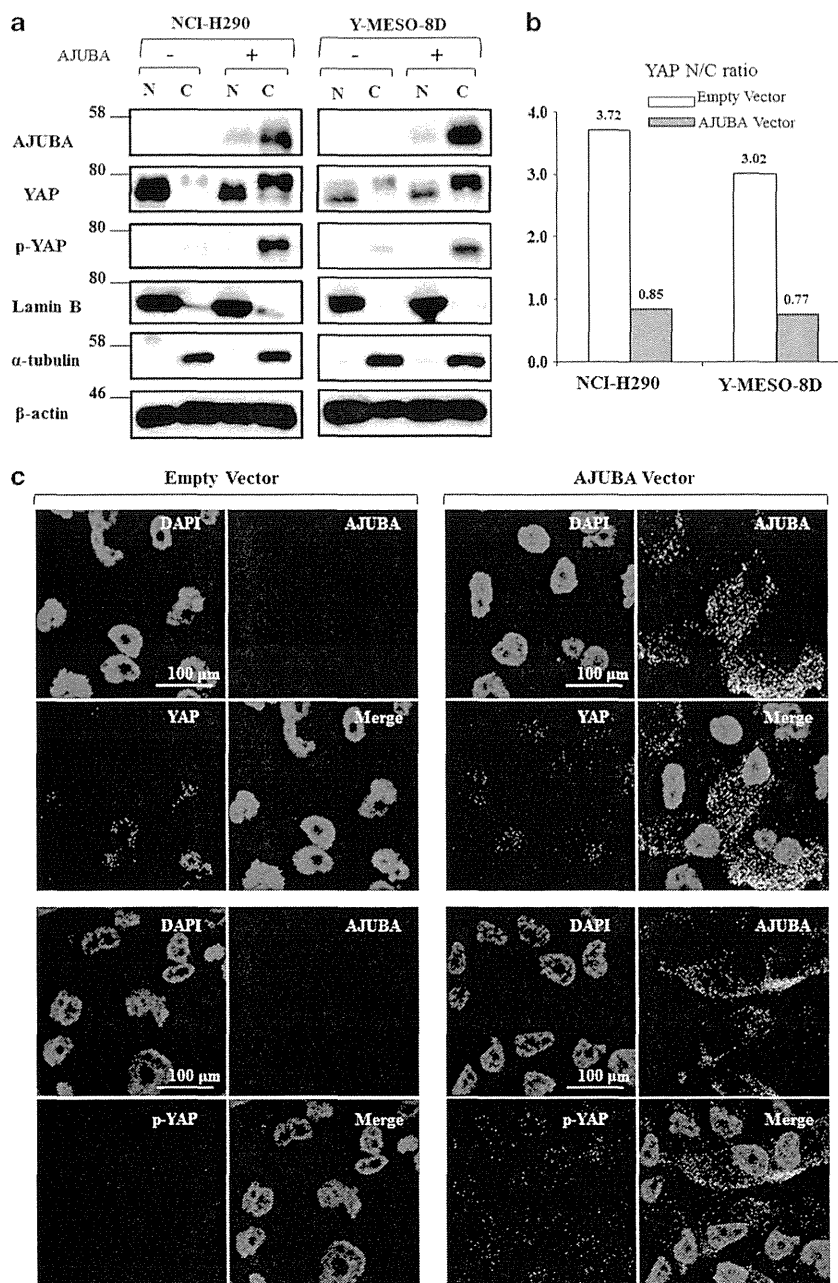 a
NCI-H290 Y-MESO-8D
AJUBA - + - +
N C N C N C N C
AJUBA 58
YAP 80
p-YAP 80
Lamin B 80
α-tubulin 58
β-actin 46
b
YAP N/C ratio
Empty Vector
AJUBA Vector
4.0
3.0
2.0
1.0
0.0
3.72
0.85
3.02
0.77
NCI-H290 Y-MESO-8D
c
Empty Vector AJUBA Vector
DAPI AJUBA DAPI AJUBA
100 μm 100 μm
YAP Merge YAP Merge
DAPI AJUBA DAPI AJUBA
100 μm 100 μm
p-YAP Merge p-YAP Merge